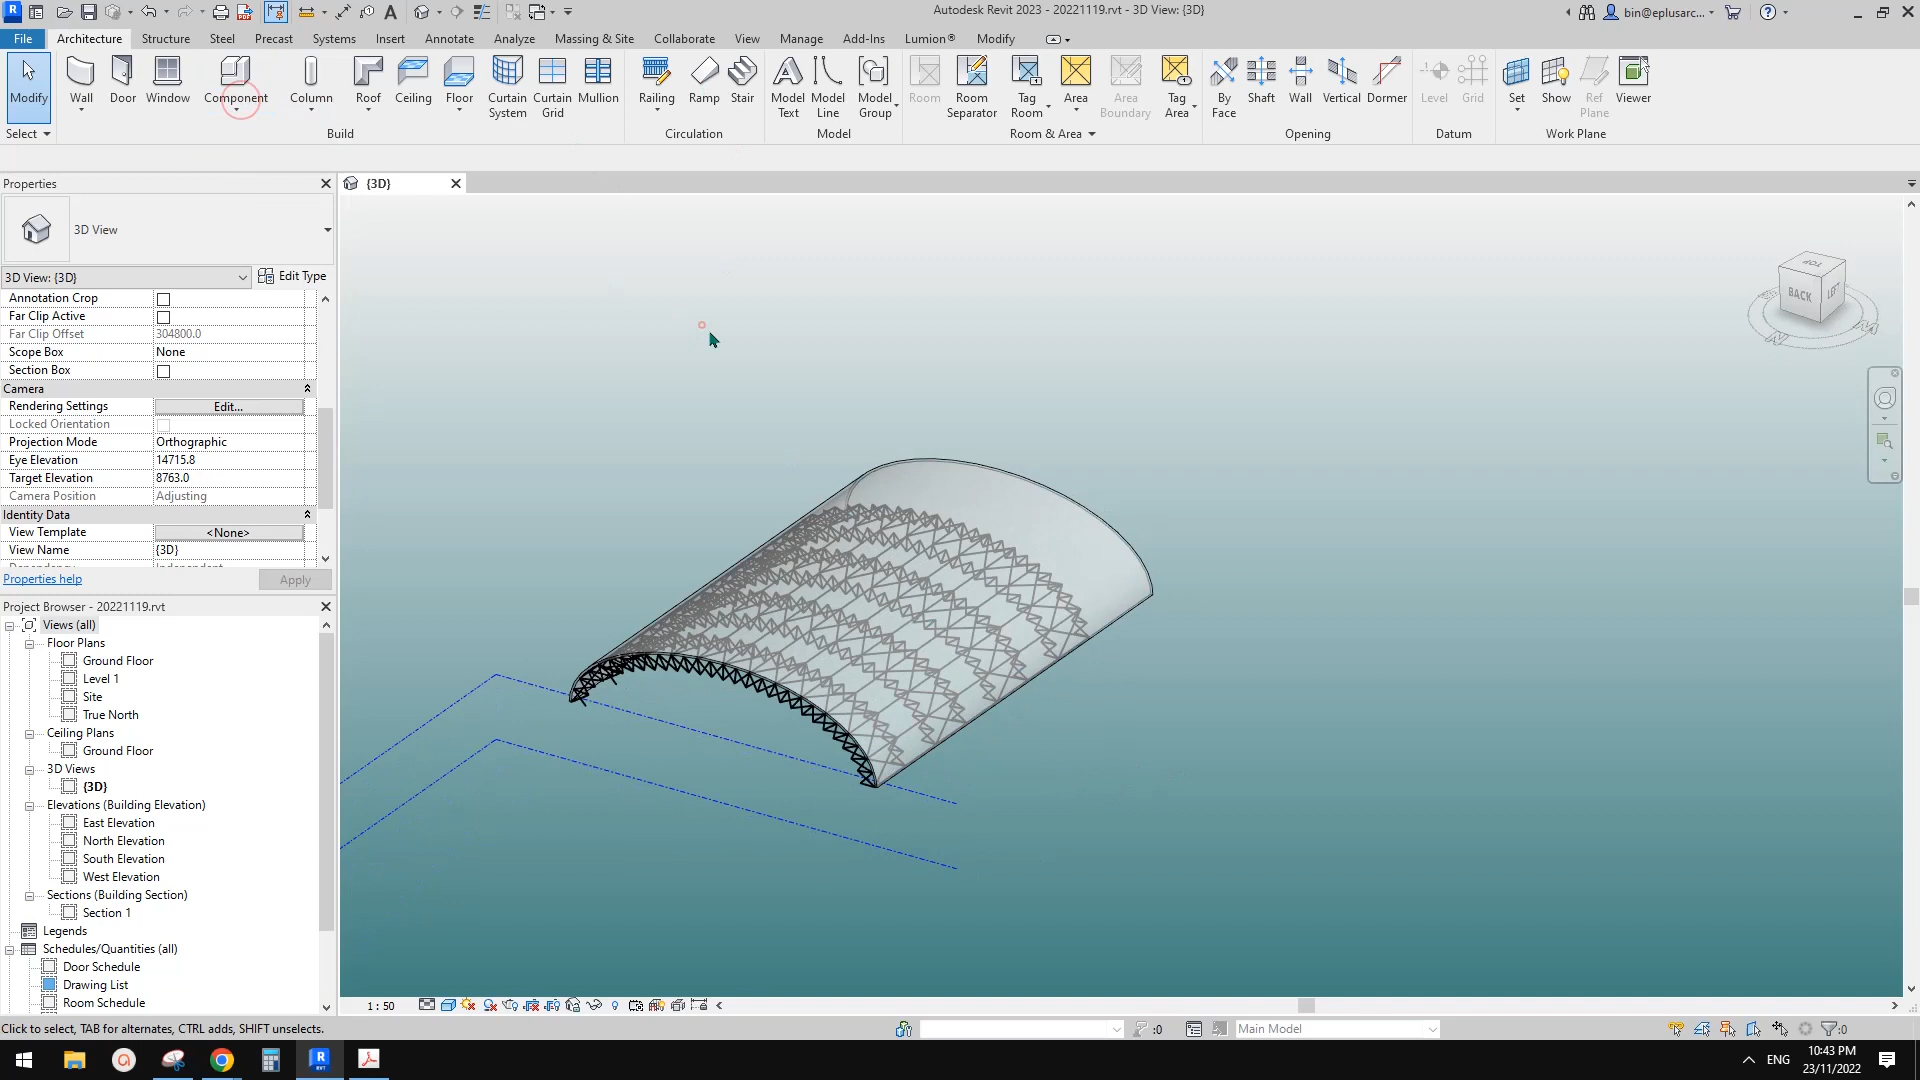 Autodesk Revit 2023 - 20221119.rvt - 3D View: {3D}
bin@eplusarc...
File Architecture Structure Steel Precast Systems Insert Annotate Analyze Massing & Site Collaborate View Manage Add-Ins Lumion® Modify
Modify Wall Door Window Component Column Roof Ceiling Floor Curtain System Curtain Grid Mullion Railing Ramp Stair Model Text Model Line Model Group Room Room Separator Tag Room Area Area Boundary Tag Area By Face Shaft Wall Vertical Dormer Level Grid Set Show Ref Plane Viewer
Select Build Circulation Model Room & Area Opening Datum Work Plane
Properties
{3D}
3D View
3D View: {3D} Edit Type
Annotation Crop
Far Clip Active
Far Clip Offset 304800.0
Scope Box None
Section Box
Camera
Rendering Settings Edit...
Locked Orientation
Projection Mode Orthographic
Eye Elevation 14715.8
Target Elevation 8763.0
Camera Position Adjusting
Identity Data
View Template <None>
View Name {3D}
Properties help Apply
Project Browser - 20221119.rvt
Views (all)
Floor Plans
Ground Floor
Level 1
Site
True North
Ceiling Plans
Ground Floor
3D Views
{3D}
Elevations (Building Elevation)
East Elevation
North Elevation
South Elevation
West Elevation
Sections (Building Section)
Section 1
Legends
Schedules/Quantities (all)
Door Schedule
Drawing List
Room Schedule
TOP
BACK LEFT
1 : 50
Click to select, TAB for alternates, CTRL adds, SHIFT unselects.
:0
Main Model
:0
ENG
10:43 PM
23/11/2022